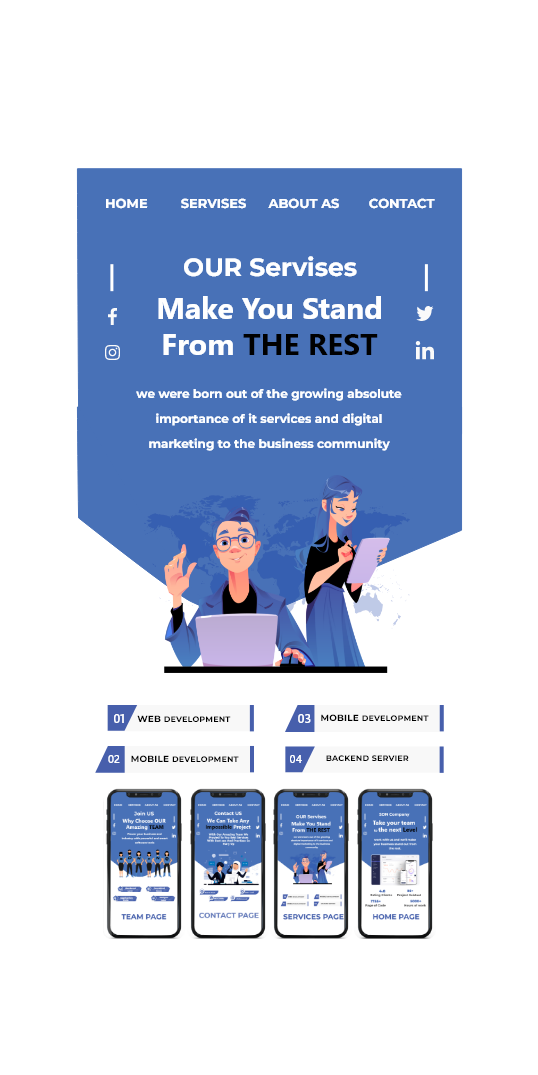 HOME SERVISES ABOUT AS CONTACT
OUR Servises
Make You Stand
From THE REST
we were born out of the growing absolute
importance of it services and digital
marketing to the business community
01 WEB DEVELOPMENT
03 MOBILE DEVELOPMENT
02 MOBILE DEVELOPMENT
04 BACKEND SERVIER
Join US
Why Choose OUR
Amazing TEAM
TEAM PAGE
Contact US
We Can Take Any
Impossible Project
CONTACT PAGE
OUR Servises
Make You Stand
From THE REST
SERVICES PAGE
Take your team
to the next Level
HOME PAGE